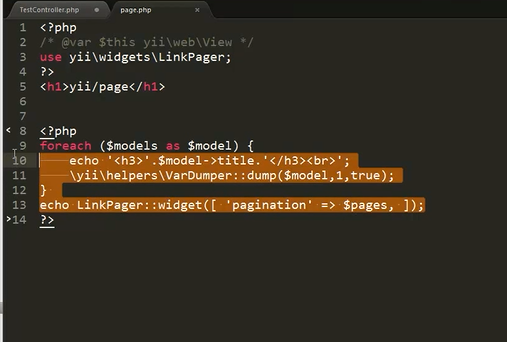 TestController.php page.php ×
1 <?php
2 /* @var $this yii\web\View */
3 use yii\widgets\LinkPager;
4 ?>
5 <h1>yii/page</h1>
6
7
8 <?php
9 foreach ($models as $model) {
10 echo '<h3>'.$model->title.'</h3><br>';
11 \yii\helpers\VarDumper::dump($model,1,true);
12 }
13 echo LinkPager::widget([ 'pagination' => $pages, ]);
14 ?>